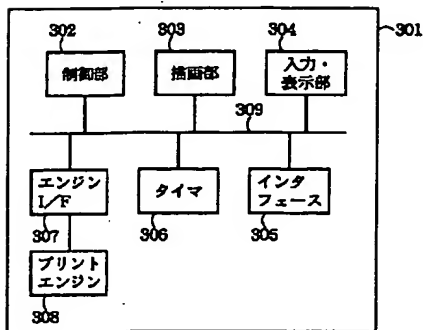 302
303
304
301
制御部
描画部
入力・
表示部
309
エンジン
I/F
タイマ
インタ
フェース
307
306
305
プリント
エンジン
308